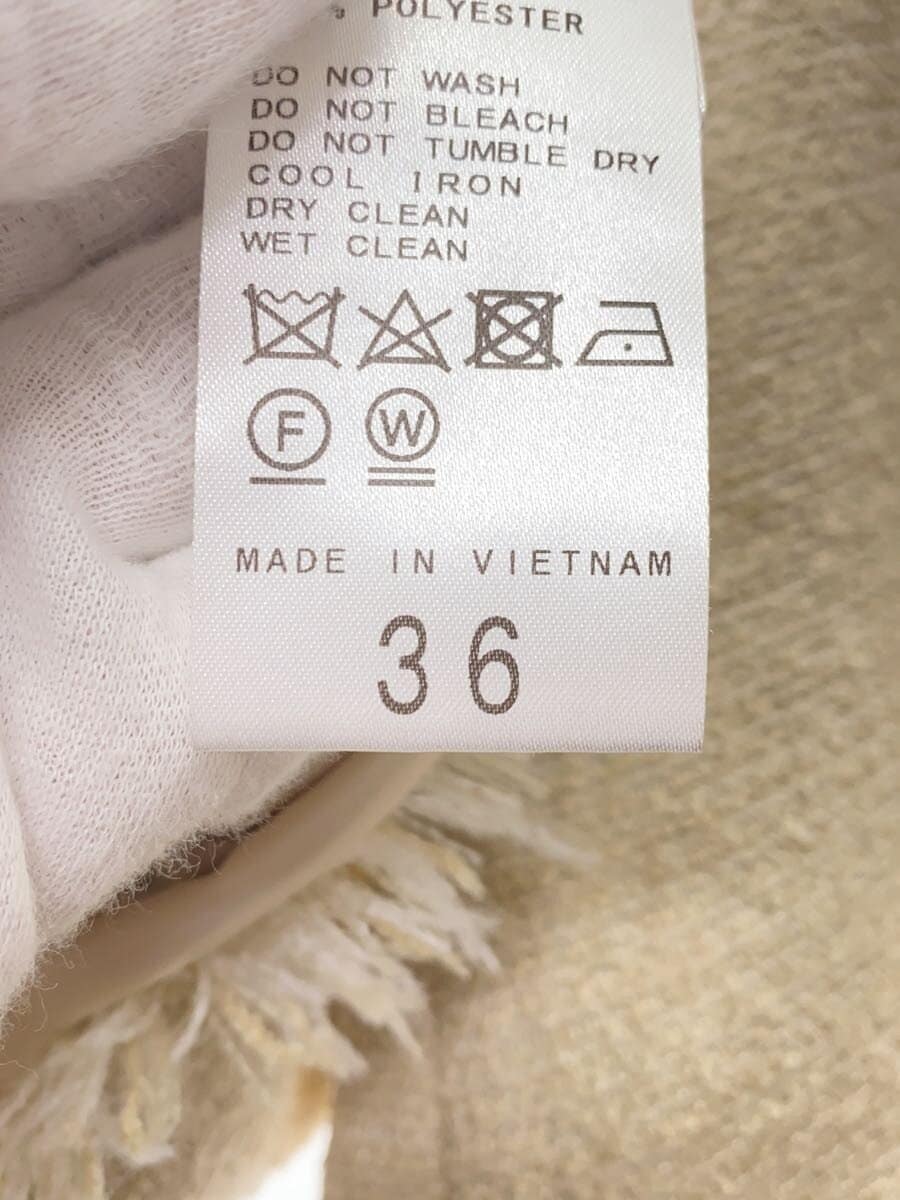 % POLYESTER
DO NOT WASH
DO NOT BLEACH
DO NOT TUMBLE DRY
COOL IRON
DRY CLEAN
WET CLEAN
F W
MADE IN VIETNAM
36